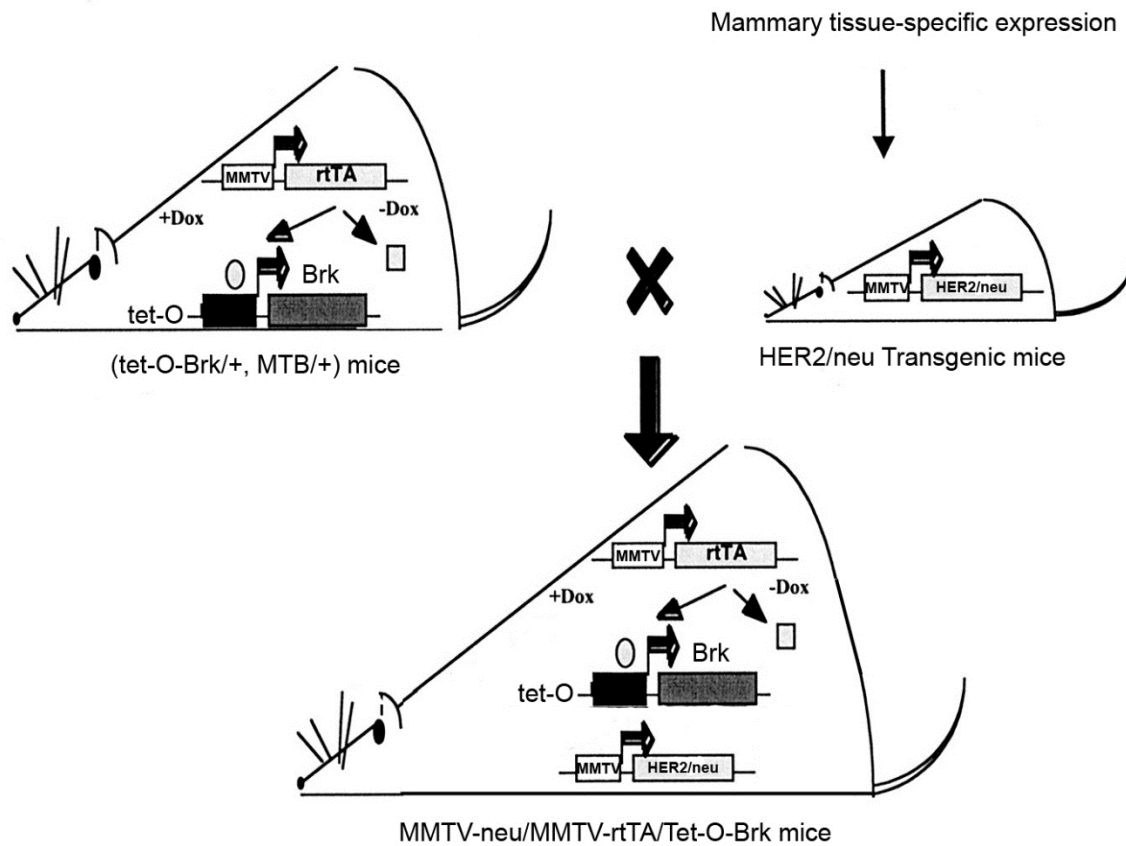 Mammary tissue-specific expression
MMTV
rtTA
+Dox
-Dox
Brk
tet-O
(tet-O-Brk/+, MTB/+) mice
MMTV
HER2/neu
HER2/neu Transgenic mice
MMTV
rtTA
+Dox
-Dox
Brk
tet-O
MMTV
HER2/neu
MMTV-neu/MMTV-rtTA/Tet-O-Brk mice